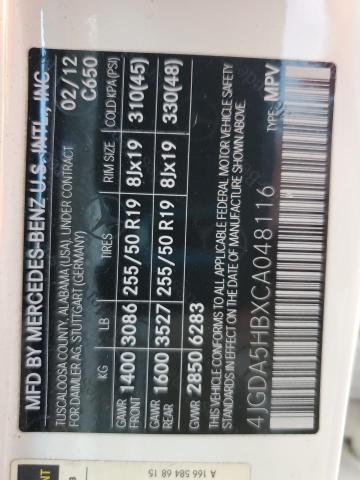 MFD BY MERCEDES-BENZ U.S. INTL., INC.
TUSCALOOSA COUNTY, ALABAMA (USA), UNDER CONTRACT 02/12
FOR DAIMLER AG, STUTTGART (GERMANY) C650
KG LB TIRES RIM SIZE COLD KPA(PSI)
GAWR FRONT 1400 3086 255/50 R19 8Jx19 310(45)
GAWR REAR 1600 3527 255/50 R19 8Jx19 330(48)
GVWR 2850 6283
THIS VEHICLE CONFORMS TO ALL APPLICABLE FEDERAL MOTOR VEHICLE SAFETY
STANDARDS IN EFFECT ON THE DATE OF MANUFACTURE SHOWN ABOVE.
4JGDA5HBXCA048116 TYPE: MPV
A 166 584 68 15